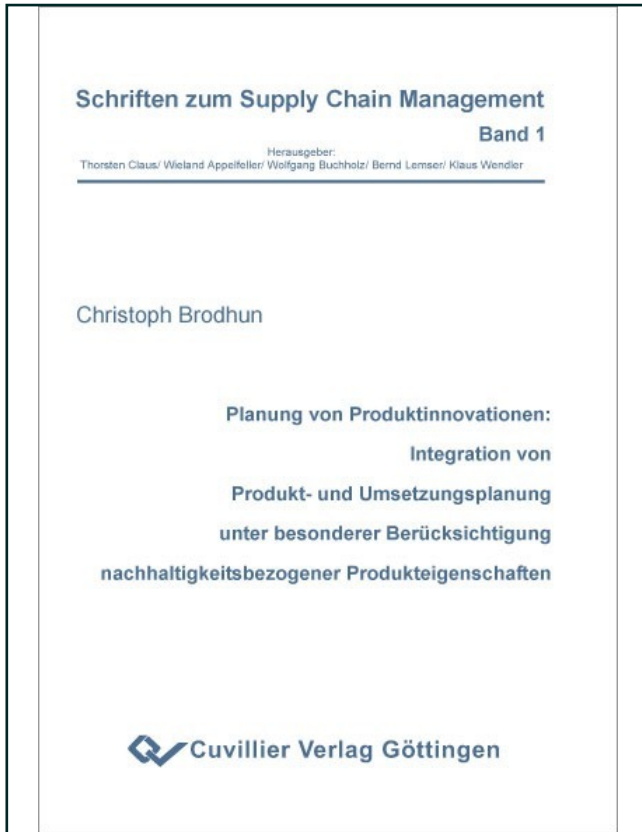 Schriften zum Supply Chain Management
Band 1
Herausgeber:
Thorsten Claus/ Wieland Appelfeller/ Wolfgang Buchholz/ Bernd Lemser/ Klaus Wendler
Christoph Brodhun
Planung von Produktinnovationen:
Integration von
Produkt- und Umsetzungsplanung
unter besonderer Berücksichtigung
nachhaltigkeitsbezogener Produkteigenschaften
Cuvillier Verlag Göttingen